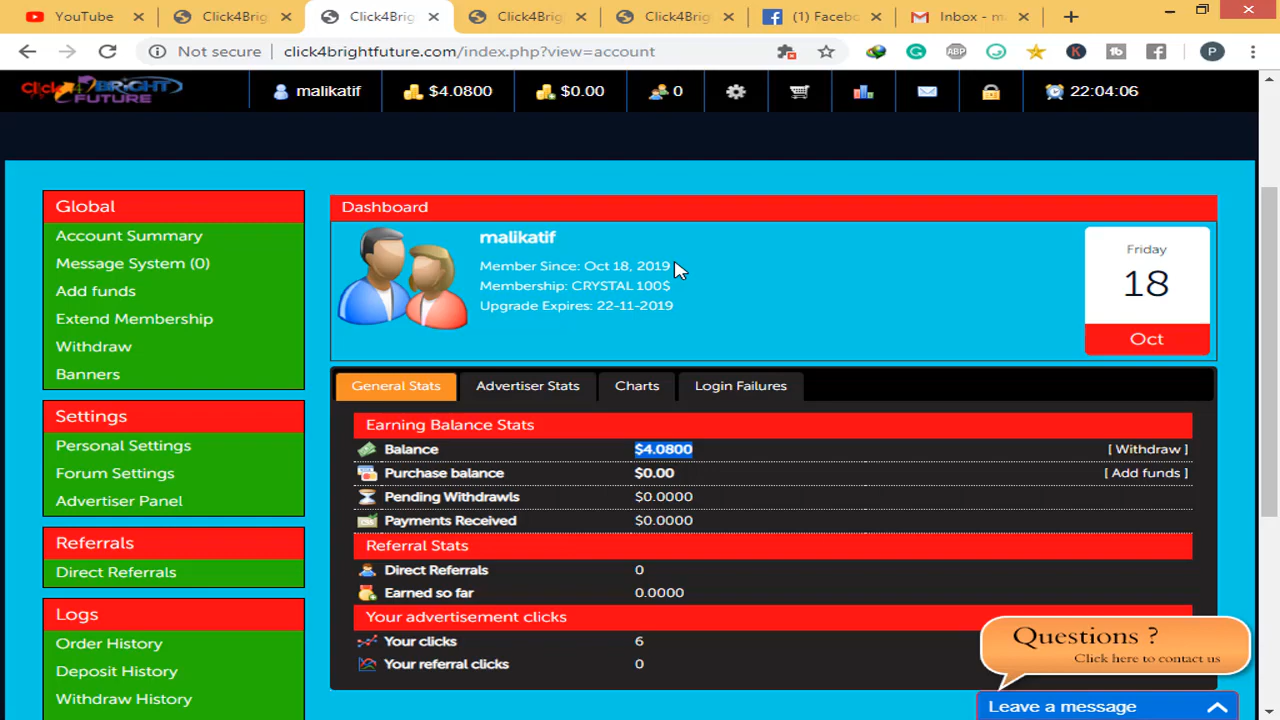 YouTube
Click4Brig
Click4Brig
Click4Brig
Click4Brig
(1) Facebo
Inbox - m
Not secure
click4brightfuture.com/index.php?view=account
ABP
K
P
Click4BRIGHT
FUTURE
malikatif
$4.0800
$0.00
0
22:04:06
Global
Account Summary
Message System (0)
Add funds
Extend Membership
Withdraw
Banners
Settings
Personal Settings
Forum Settings
Advertiser Panel
Referrals
Direct Referrals
Logs
Order History
Deposit History
Withdraw History
Dashboard
malikatif
Member Since: Oct 18, 2019
Membership: CRYSTAL 100$
Upgrade Expires: 22-11-2019
Friday
18
Oct
General Stats
Advertiser Stats
Charts
Login Failures
Earning Balance Stats
Balance $4.0800 [ Withdraw ]
Purchase balance $0.00 [ Add funds ]
Pending Withdrawls $0.0000
Payments Received $0.0000
Referral Stats
Direct Referrals 0
Earned so far 0.0000
Your advertisement clicks
Your clicks 6
Your referral clicks 0
Questions ?
Click here to contact us
Leave a message